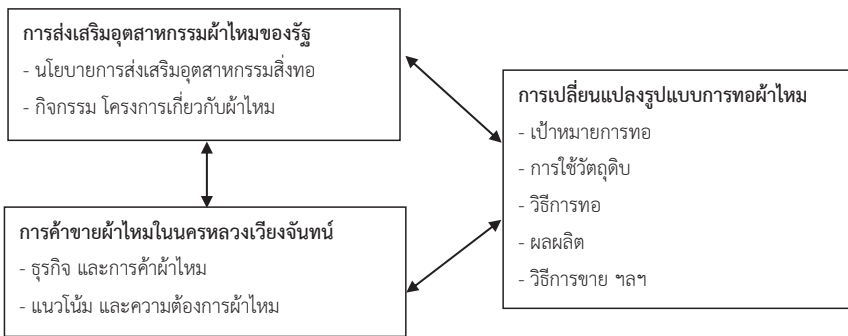 การส่งเสริมอุตสาหกรรมผ้าไหมของรัฐ
- นโยบายการส่งเสริมอุตสาหกรรมสิ่งทอ
- กิจกรรม โครงการเกี่ยวกับผ้าไหม
การเปลี่ยนแปลงรูปแบบการทอผ้าไหม
- เป้าหมายการทอ
- การใช้วัตถุดิบ
- วิธีการทอ
- ผลผลิต
- วิธีการขาย ฯลฯ
การค้าขายผ้าไหมในนครหลวงเวียงจันทน์
- ธุรกิจ และการค้าผ้าไหม
- แนวโน้ม และความต้องการผ้าไหม